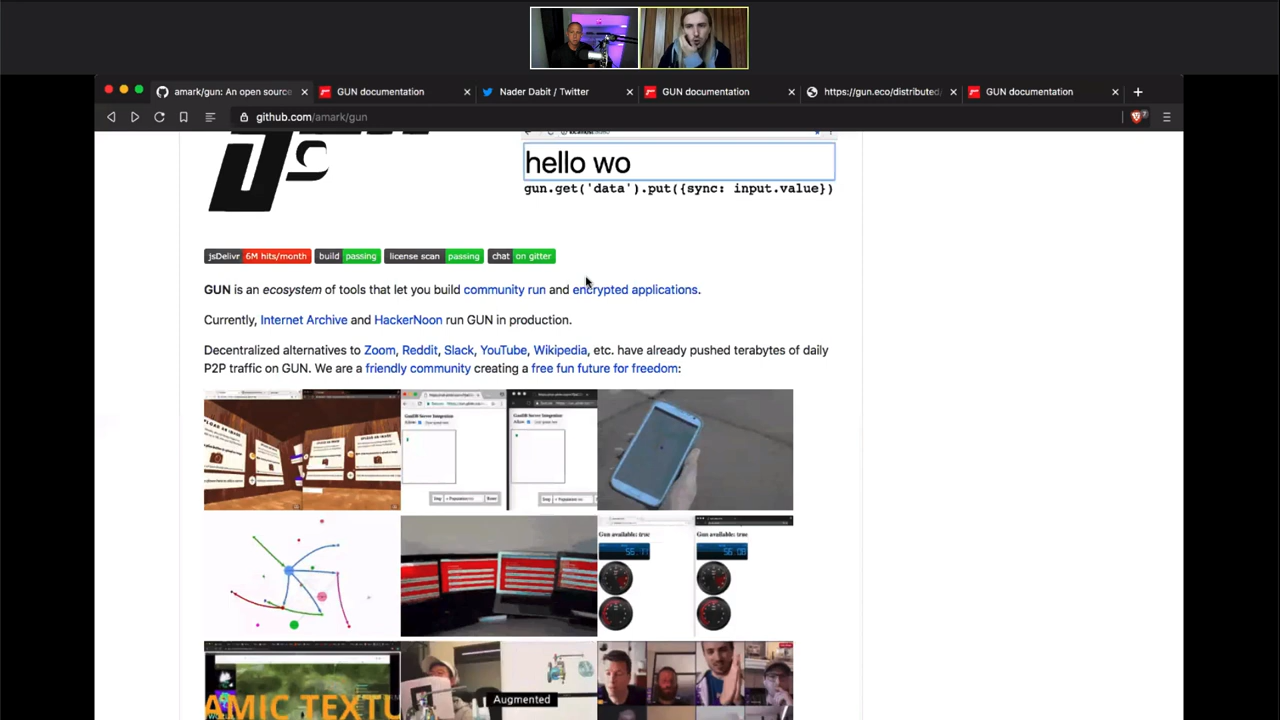 amark/gun: An open source
GUN documentation
Nader Dabit / Twitter
GUN documentation
https://gun.eco/distributed/
GUN documentation
github.com/amark/gun
hello wo
gun.get('data').put({sync: input.value})
jsDelivr 6M hits/month
build passing
license scan passing
chat on gitter
GUN is an ecosystem of tools that let you build community run and encrypted applications.
Currently, Internet Archive and HackerNoon run GUN in production.
Decentralized alternatives to Zoom, Reddit, Slack, YouTube, Wikipedia, etc. have already pushed terabytes of daily
P2P traffic on GUN. We are a friendly community creating a free fun future for freedom:
Gun available: true
Gun available: true
AMIC TEXTU
Augmented